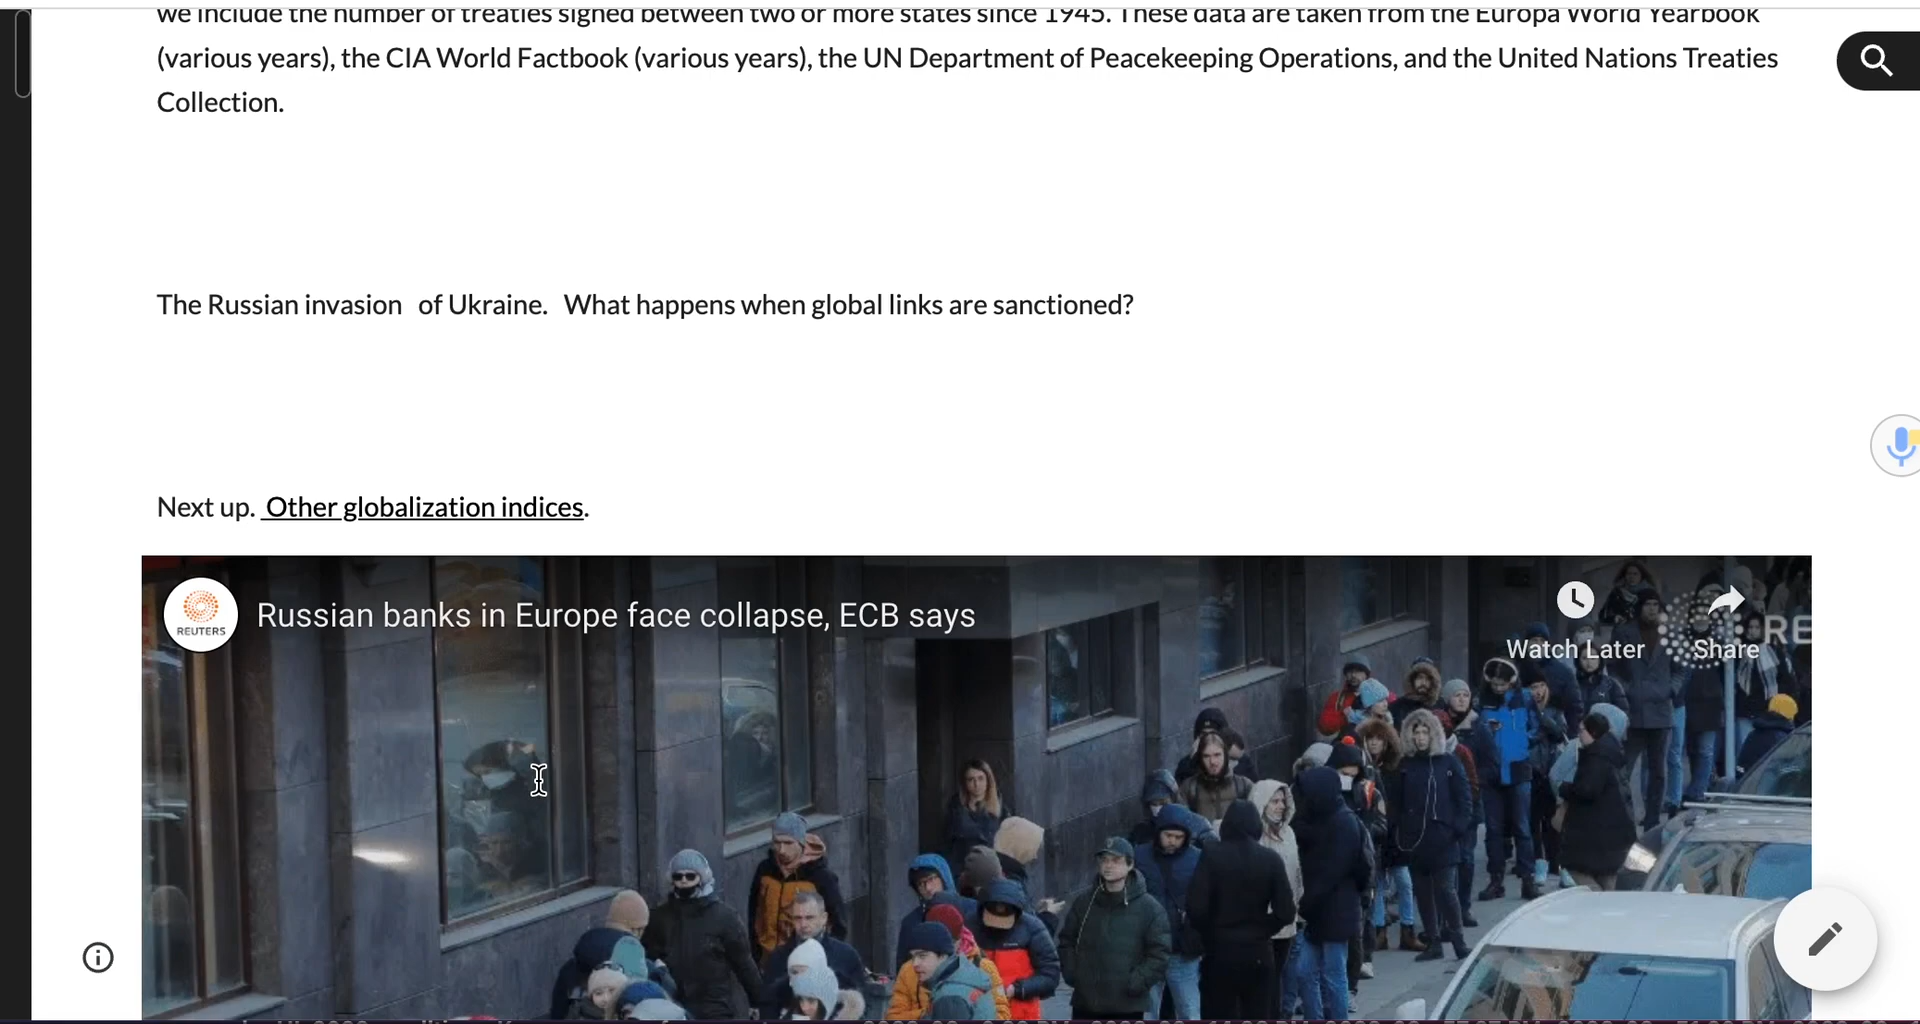 we include the number of treaties signed between two or more states since 1945. These data are taken from the Europa World Yearbook
(various years), the CIA World Factbook (various years), the UN Department of Peacekeeping Operations, and the United Nations Treaties
Collection.
The Russian invasion of Ukraine. What happens when global links are sanctioned?
Next up. Other globalization indices.
REUTERS
Russian banks in Europe face collapse, ECB says
Watch Later
Share
RE